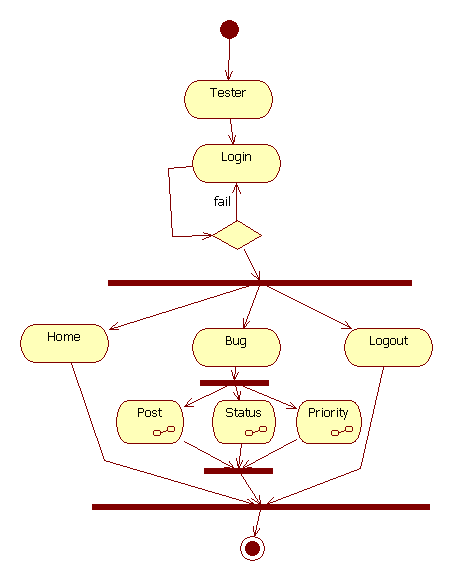 Tester
Login
fail
Home
Bug
Logout
Post
Status
Priority